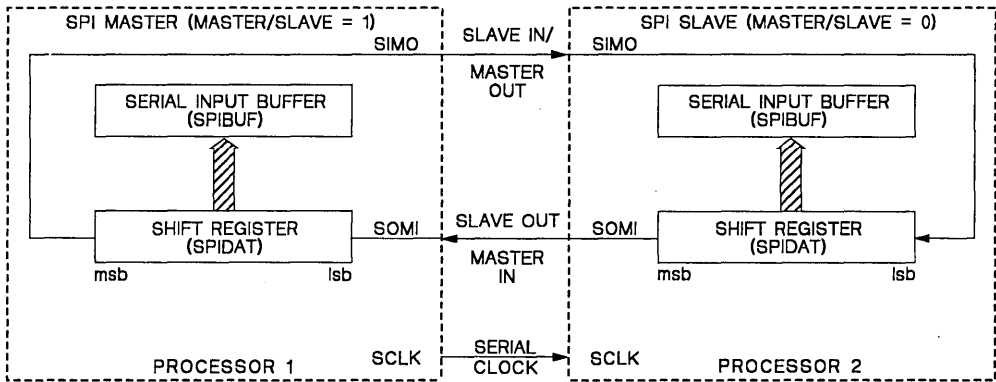 SPI MASTER (MASTER/SLAVE = 1)
SIMO
SLAVE IN/
MASTER
OUT
SPI SLAVE (MASTER/SLAVE = 0)
SIMO
SERIAL INPUT BUFFER
(SPIBUF)
SERIAL INPUT BUFFER
(SPIBUF)
SHIFT REGISTER
(SPIDAT)
SOMI
SLAVE OUT
MASTER
IN
SOMI
SHIFT REGISTER
(SPIDAT)
msb
lsb
msb
lsb
PROCESSOR 1
SCLK
SERIAL
CLOCK
SCLK
PROCESSOR 2